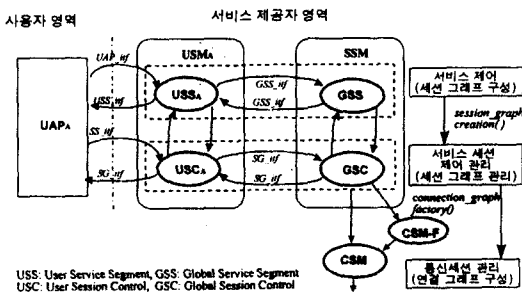 사용자 영역
서비스 제공자 영역
USMA
SSM
UAP_itf
USSA
GSS_itf
GSS
USS_itf
GSS_itf
UAPA
SS_itf
USCA
SG_itf
GSC
SG_itf
SG_itf
서비스 제어
(세션 그래프 구성)
session_graph
creation()
서비스 세션
제어 관리
(세션 그래프 관리)
connection_graph
factory()
CSM-F
CSM
통신세션 관리
(연결 그래프 구성)
USS: User Service Segment, GSS: Global Service Segment
USC: User Session Control, GSC: Global Session Control